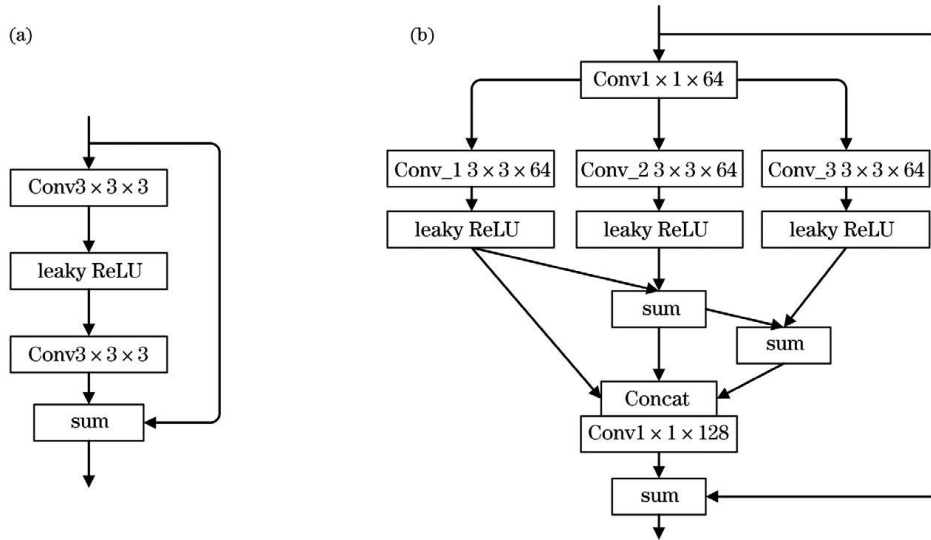 (a)
Conv3 × 3 × 3
leaky ReLU
Conv3 × 3 × 3
sum
(b)
Conv1 × 1 × 64
Conv_1 3 × 3 × 64
Conv_2 3 × 3 × 64
Conv_3 3 × 3 × 64
leaky ReLU
leaky ReLU
leaky ReLU
sum
sum
Concat
Conv1 × 1 × 128
sum